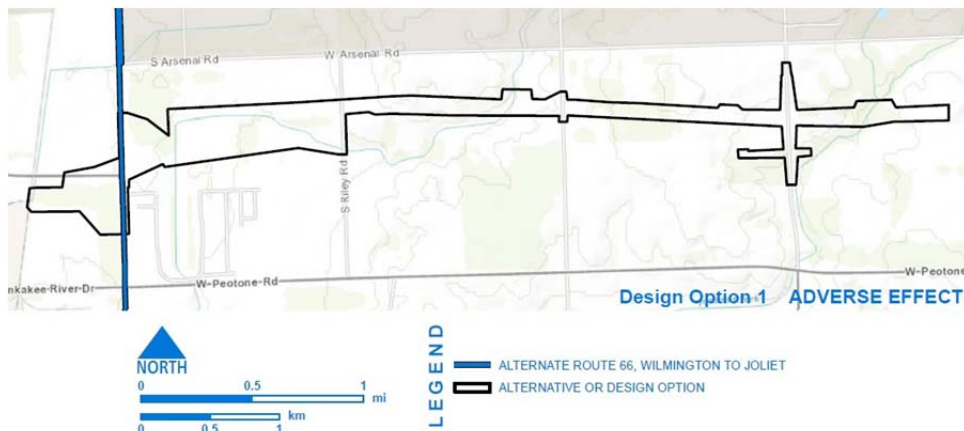 S Arsenal Rd
W Arsenal Rd
S Riley Rd
nkakee-River-Dr
W-Peotone-Rd
W-Peotone
Design Option 1 ADVERSE EFFECT
NORTH
0 0.5 1
mi
0 0.5 1
km
LEGEND
ALTERNATE ROUTE 66, WILMINGTON TO JOLIET
ALTERNATIVE OR DESIGN OPTION